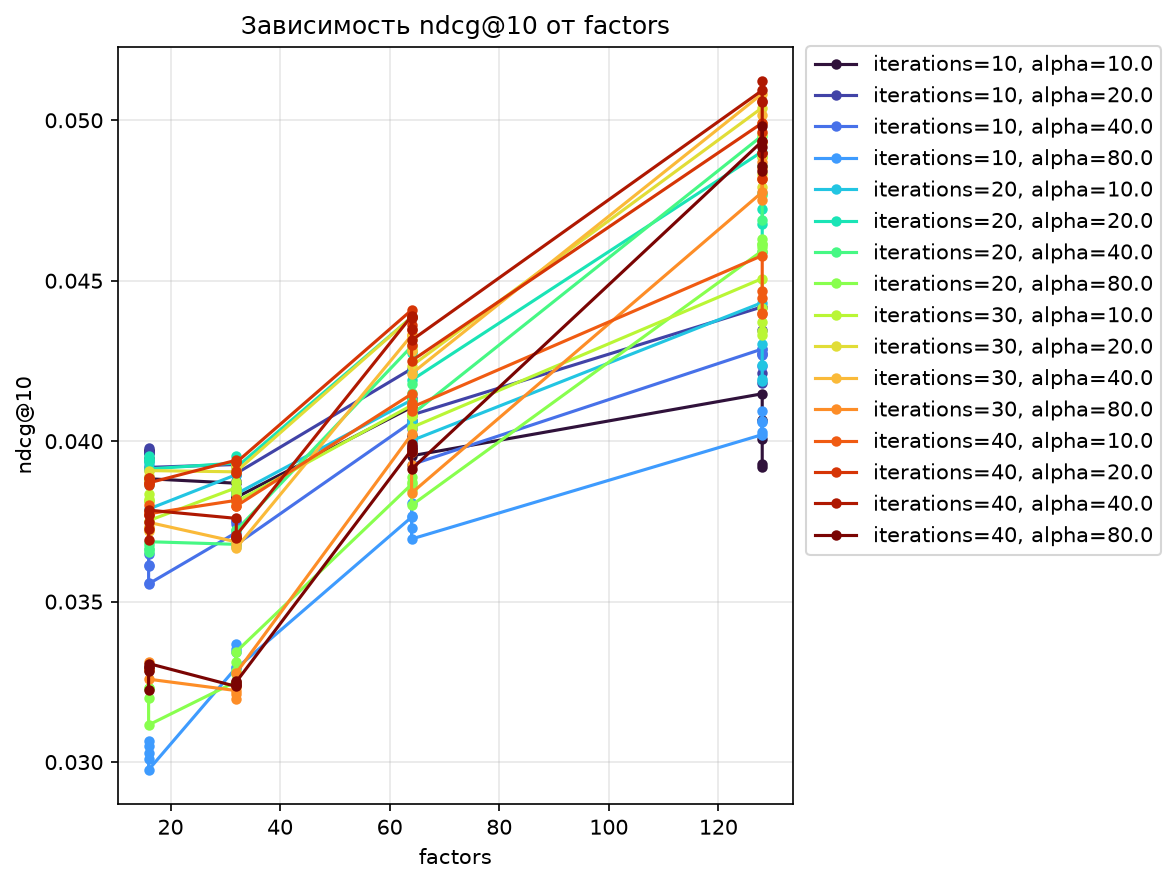 Зависимость ndcg@10 от factors
ndcg@10
0.050
0.045
0.040
0.035
0.030
20
40
60
80
100
120
factors
iterations=10, alpha=10.0
iterations=10, alpha=20.0
iterations=10, alpha=40.0
iterations=10, alpha=80.0
iterations=20, alpha=10.0
iterations=20, alpha=20.0
iterations=20, alpha=40.0
iterations=20, alpha=80.0
iterations=30, alpha=10.0
iterations=30, alpha=20.0
iterations=30, alpha=40.0
iterations=30, alpha=80.0
iterations=40, alpha=10.0
iterations=40, alpha=20.0
iterations=40, alpha=40.0
iterations=40, alpha=80.0